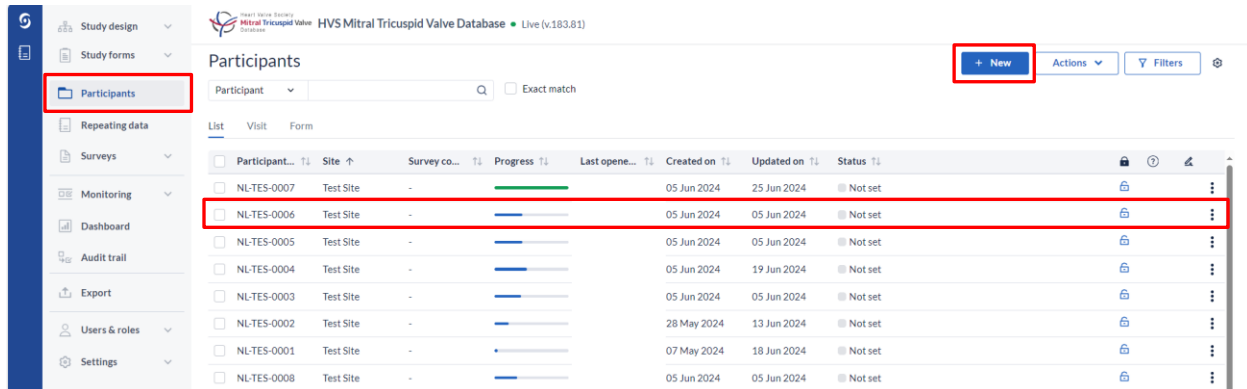 Study design
Study forms
Participants
Repeating data
Surveys
Monitoring
Dashboard
Audit trail
Export
Users & roles
Settings
Heart Valve Society
Mitral Tricuspid Valve
Database
HVS Mitral Tricuspid Valve Database • Live (v.183.81)
Participants
+ New
Actions
Filters
Participant
Exact match
List Visit Form
Participant... Site Survey co... Progress Last opene... Created on Updated on Status
NL-TES-0007 Test Site - 05 Jun 2024 25 Jun 2024 Not set
NL-TES-0006 Test Site - 05 Jun 2024 05 Jun 2024 Not set
NL-TES-0005 Test Site - 05 Jun 2024 05 Jun 2024 Not set
NL-TES-0004 Test Site - 05 Jun 2024 19 Jun 2024 Not set
NL-TES-0003 Test Site - 05 Jun 2024 05 Jun 2024 Not set
NL-TES-0002 Test Site - 28 May 2024 13 Jun 2024 Not set
NL-TES-0001 Test Site - 07 May 2024 18 Jun 2024 Not set
NL-TES-0008 Test Site - 05 Jun 2024 05 Jun 2024 Not set